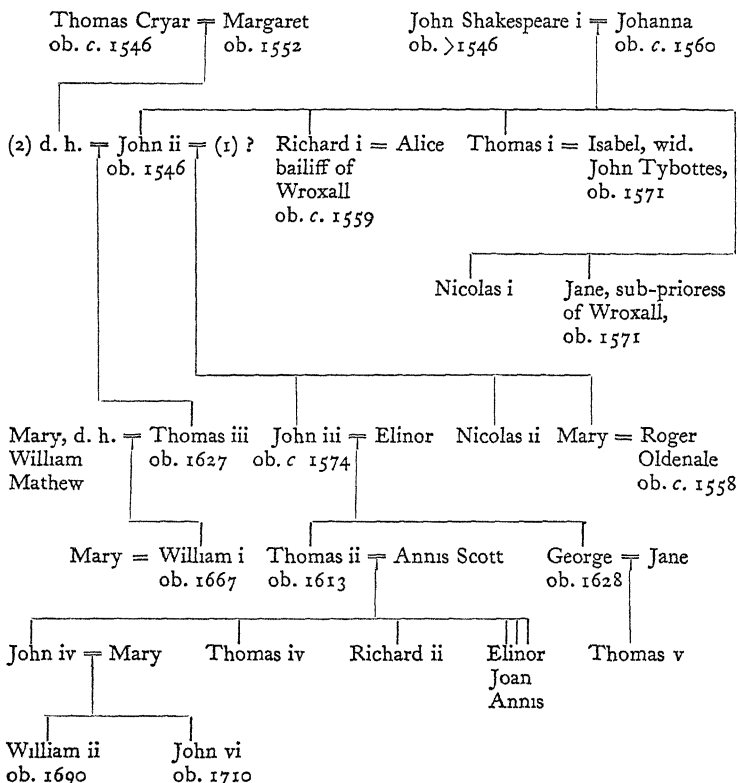 Thomas Cryar = Margaret
ob. c. 1546 ob. 1552
John Shakespeare i = Johanna
ob. >1546 ob. c. 1560
(2) d. h. = John ii = (1) ?
ob. 1546
Richard i = Alice
bailiff of
Wroxall
ob. c. 1559
Thomas i = Isabel, wid.
John Tybottes,
ob. 1571
Nicolas i
Jane, sub-prioress
of Wroxall,
ob. 1571
Mary, d. h. = Thomas iii
William ob. 1627
Mathew
John iii = Elinor
ob. c 1574
Nicolas ii
Mary = Roger
Oldenale
ob. c. 1558
Mary = William i
ob. 1667
Thomas ii = Annis Scott
ob. 1613
George = Jane
ob. 1628
John iv = Mary
Thomas iv
Richard ii
Elinor
Joan
Annis
Thomas v
William ii
ob. 1690
John vi
ob. 1710